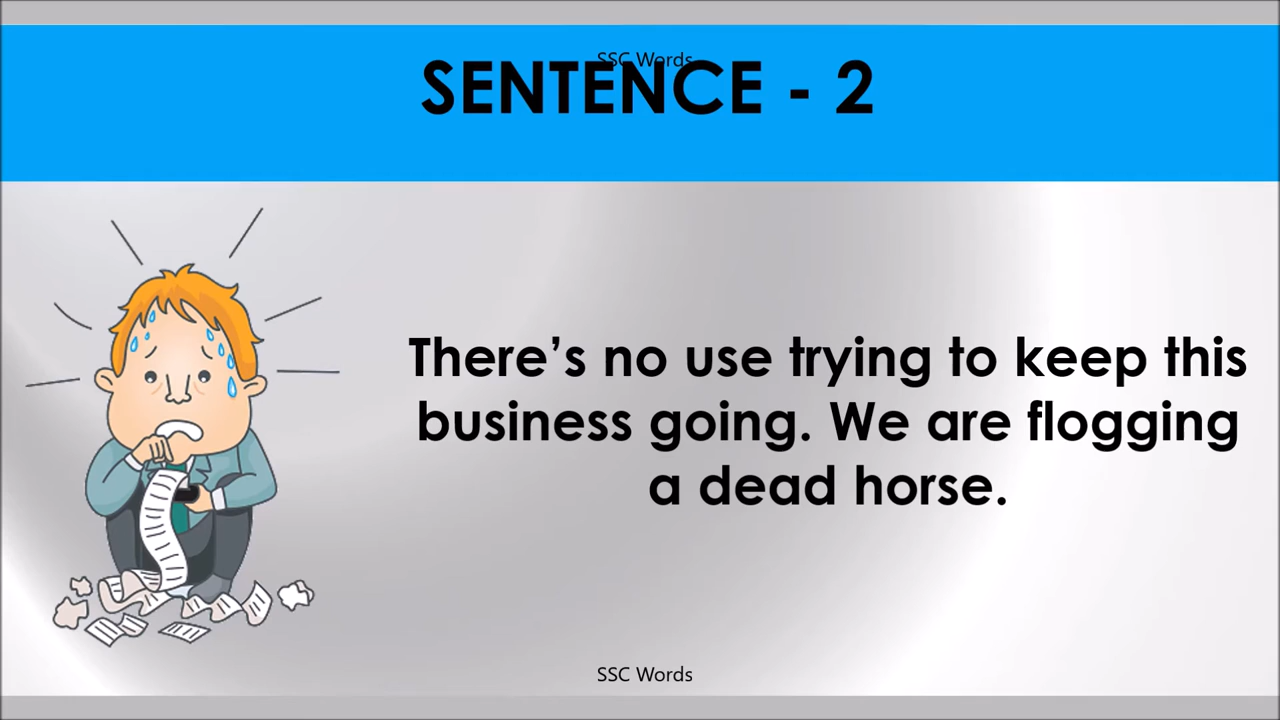 SSC Words
SENTENCE - 2
There’s no use trying to keep this
business going. We are flogging
a dead horse.
SSC Words